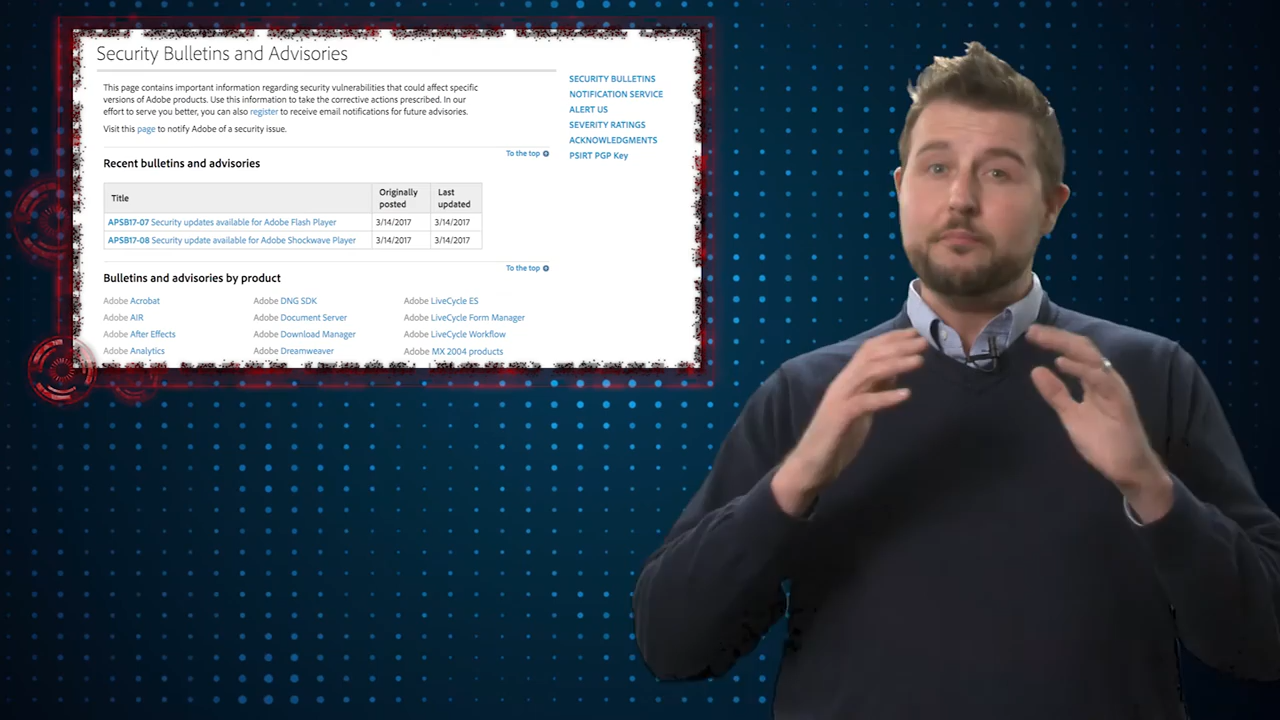 Security Bulletins and Advisories
This page contains important information regarding security vulnerabilities that could affect specific
versions of Adobe products. Use this information to take the corrective actions prescribed. In our
effort to serve you better, you can also register to receive email notifications for future advisories.
Visit this page to notify Adobe of a security issue.
To the top
Recent bulletins and advisories
Title Originally posted Last updated
APSB17-07 Security updates available for Adobe Flash Player 3/14/2017 3/14/2017
APSB17-08 Security update available for Adobe Shockwave Player 3/14/2017 3/14/2017
To the top
Bulletins and advisories by product
Adobe Acrobat Adobe DNG SDK Adobe LiveCycle ES
Adobe AIR Adobe Document Server Adobe LiveCycle Form Manager
Adobe After Effects Adobe Download Manager Adobe LiveCycle Workflow
Adobe Analytics Adobe Dreamweaver Adobe MX 2004 products
SECURITY BULLETINS
NOTIFICATION SERVICE
ALERT US
SEVERITY RATINGS
ACKNOWLEDGMENTS
PSIRT PGP Key